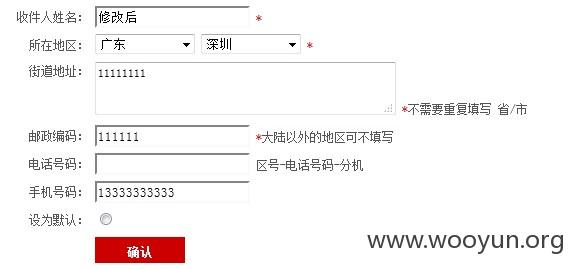 收件人姓名： 修改后 *
所在地区： 广东 深圳 *
街道地址： 11111111 *不需要重复填写 省/市
邮政编码： 111111 *大陆以外的地区可不填写
电话号码： 区号-电话号码-分机
手机号码： 13333333333
设为默认：
确认
www.wooyun.org